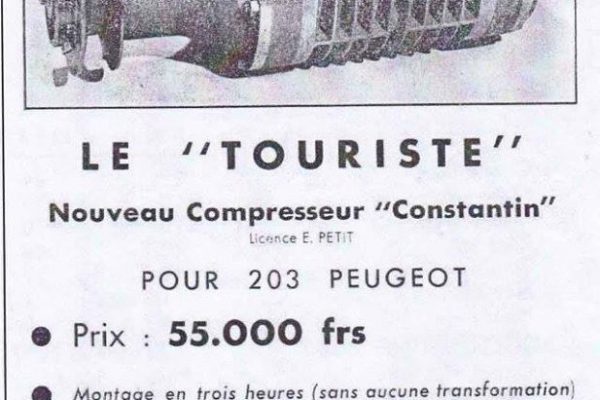 LE "TOURISTE"
Nouveau Compresseur "Constantin"
Licence E. PETIT
POUR 203 PEUGEOT
● Prix : 55.000 frs
● Montage en trois heures (sans aucune transformation)